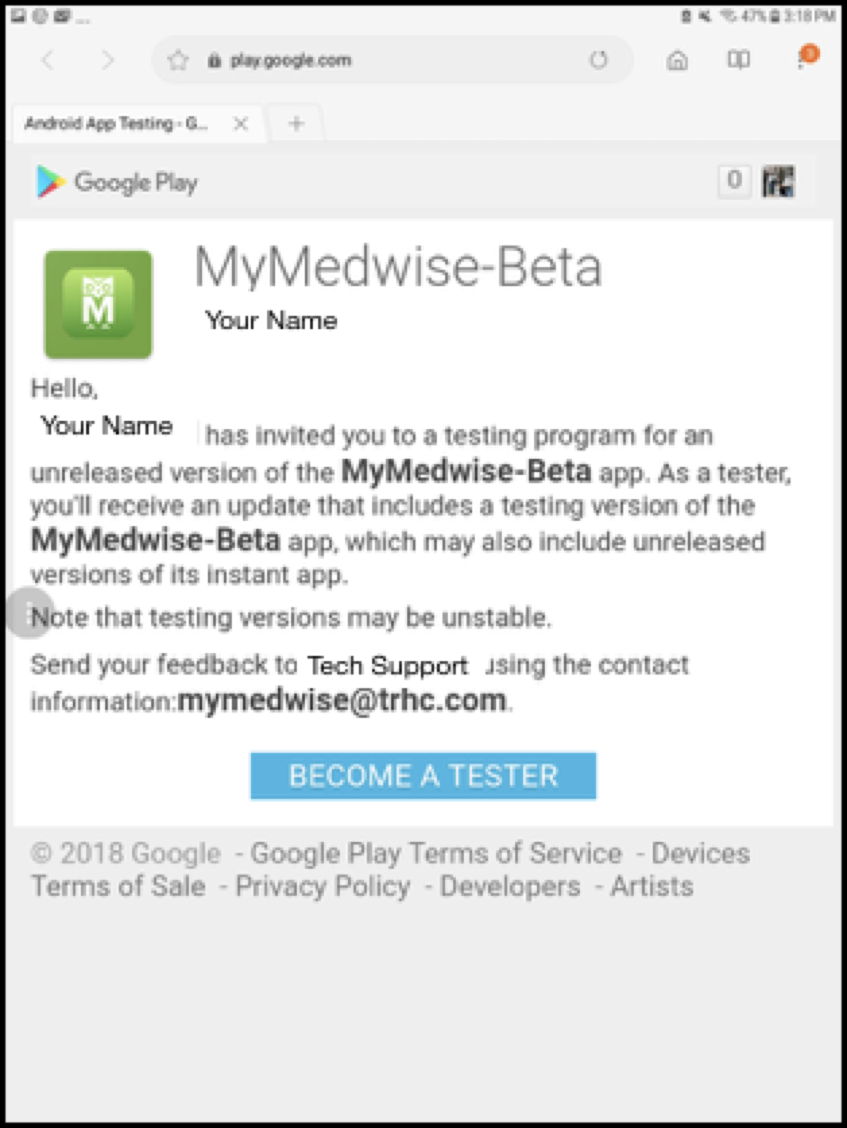 ... 47% 3:18 PM
play.google.com
3
Android App Testing - G...
Google Play 0
M
MyMedwise-Beta
Your Name
Hello,
Your Name has invited you to a testing program for an
unreleased version of the MyMedwise-Beta app. As a tester,
you'll receive an update that includes a testing version of the
MyMedwise-Beta app, which may also include unreleased
versions of its instant app.
Note that testing versions may be unstable.
Send your feedback to Tech Support using the contact
information:mymedwise@trhc.com.
BECOME A TESTER
© 2018 Google - Google Play Terms of Service - Devices
Terms of Sale - Privacy Policy - Developers - Artists